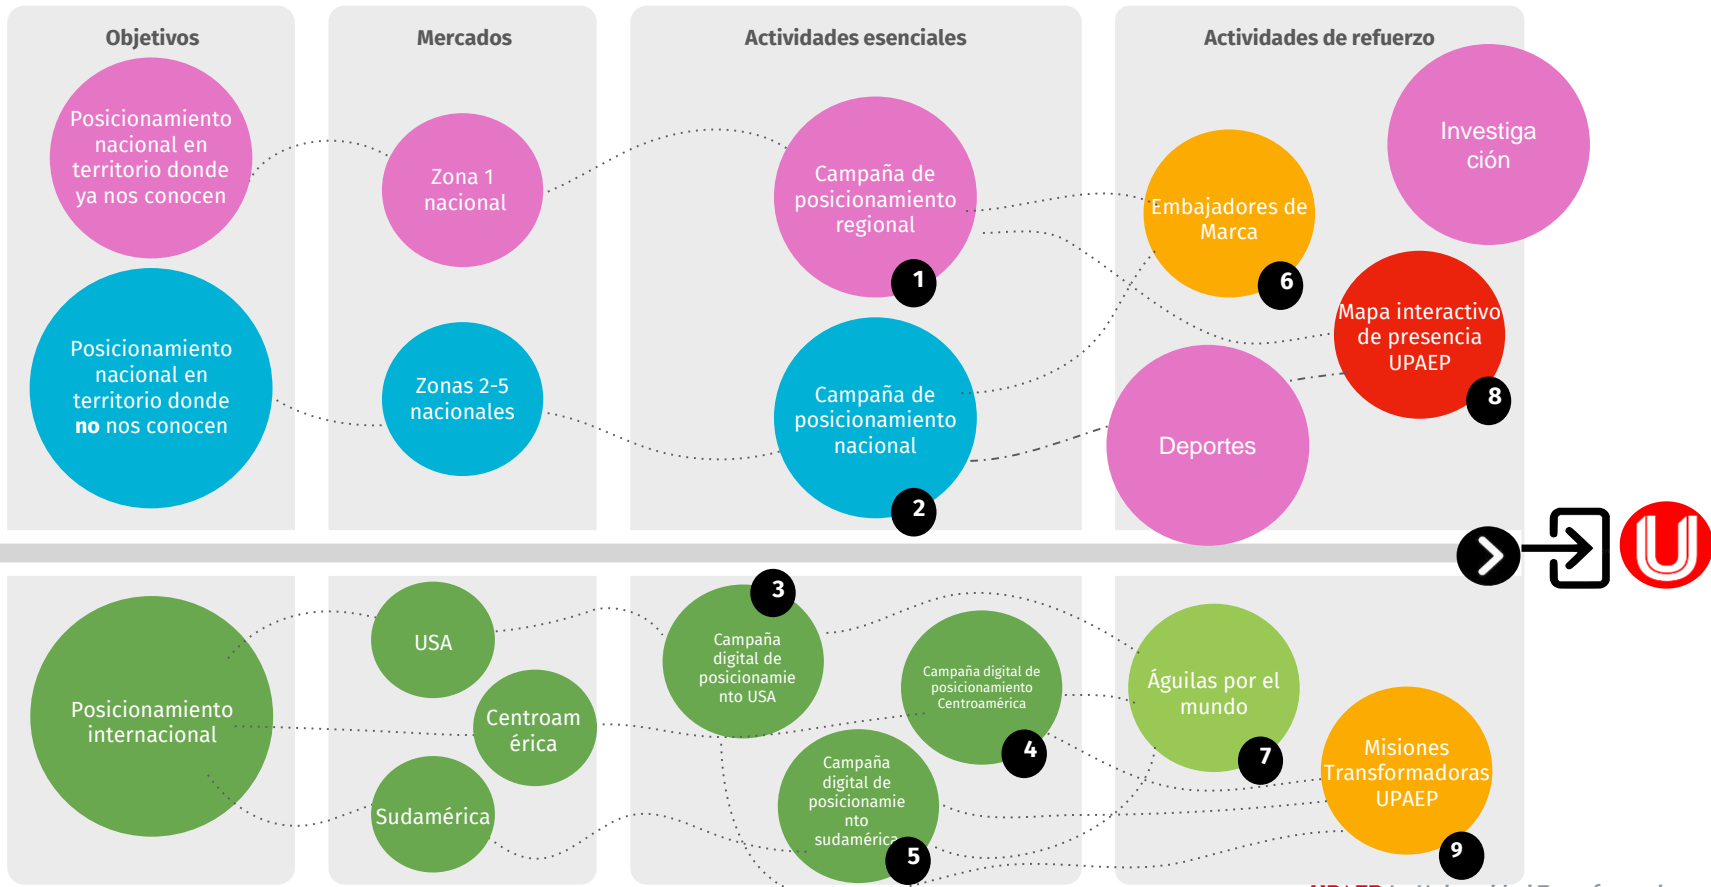 Objetivos
Mercados
Actividades esenciales
Actividades de refuerzo
Posicionamiento
nacional en
territorio donde
ya nos conocen
Zona 1
nacional
Campaña de
posicionamiento
regional
1
Embajadores de
Marca
6
Investiga
ción
Mapa interactivo
de presencia
UPAEP
8
Posicionamiento
nacional en
territorio donde
no nos conocen
Zonas 2-5
nacionales
Campaña de
posicionamiento
nacional
2
Deportes
U
Posicionamiento
internacional
USA
Centroam
érica
Sudamérica
3
Campaña
digital de
posicionamie
nto USA
Campaña digital de
posicionamiento
Centroamérica
4
Campaña
digital de
posicionamie
nto
sudamérica
5
Águilas por el
mundo
7
Misiones
Transformadoras
UPAEP
9